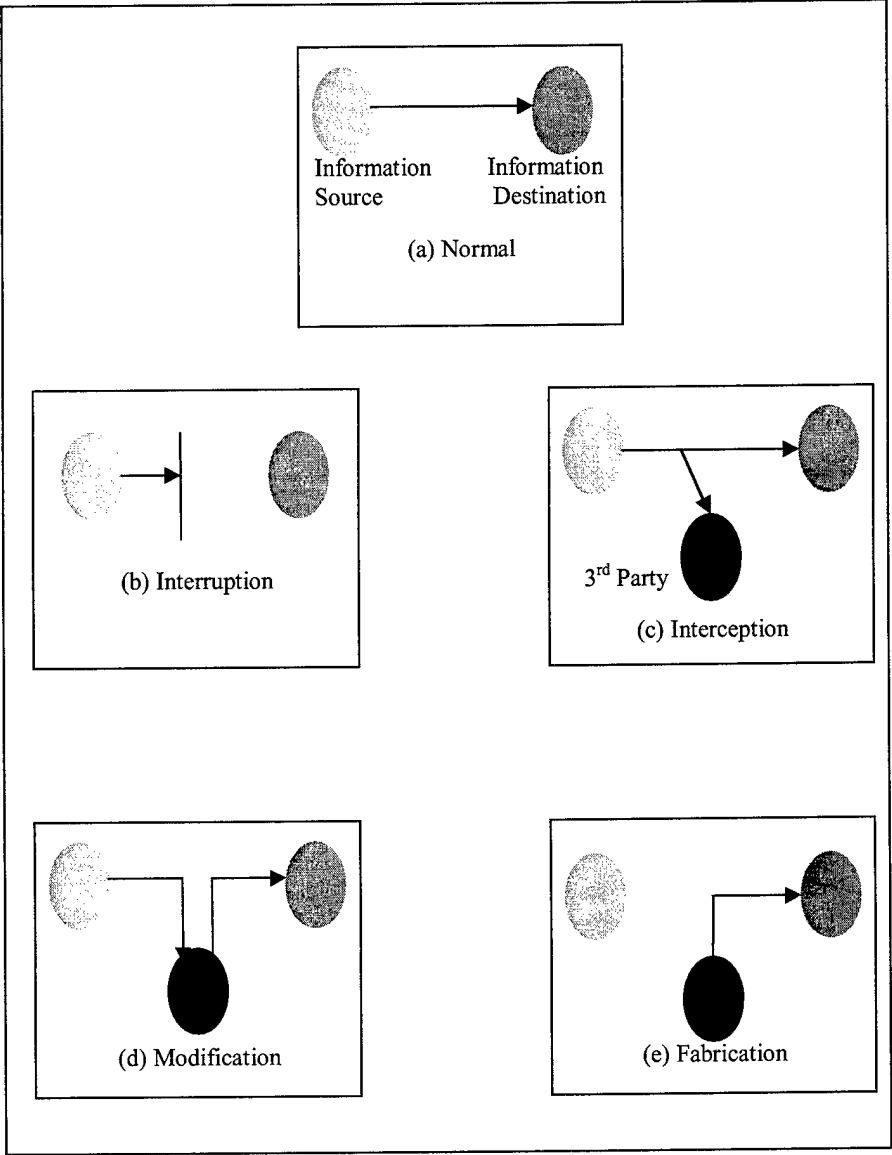 Information Source
Information Destination
(a) Normal
(b) Interruption
3rd Party
(c) Interception
(d) Modification
(e) Fabrication